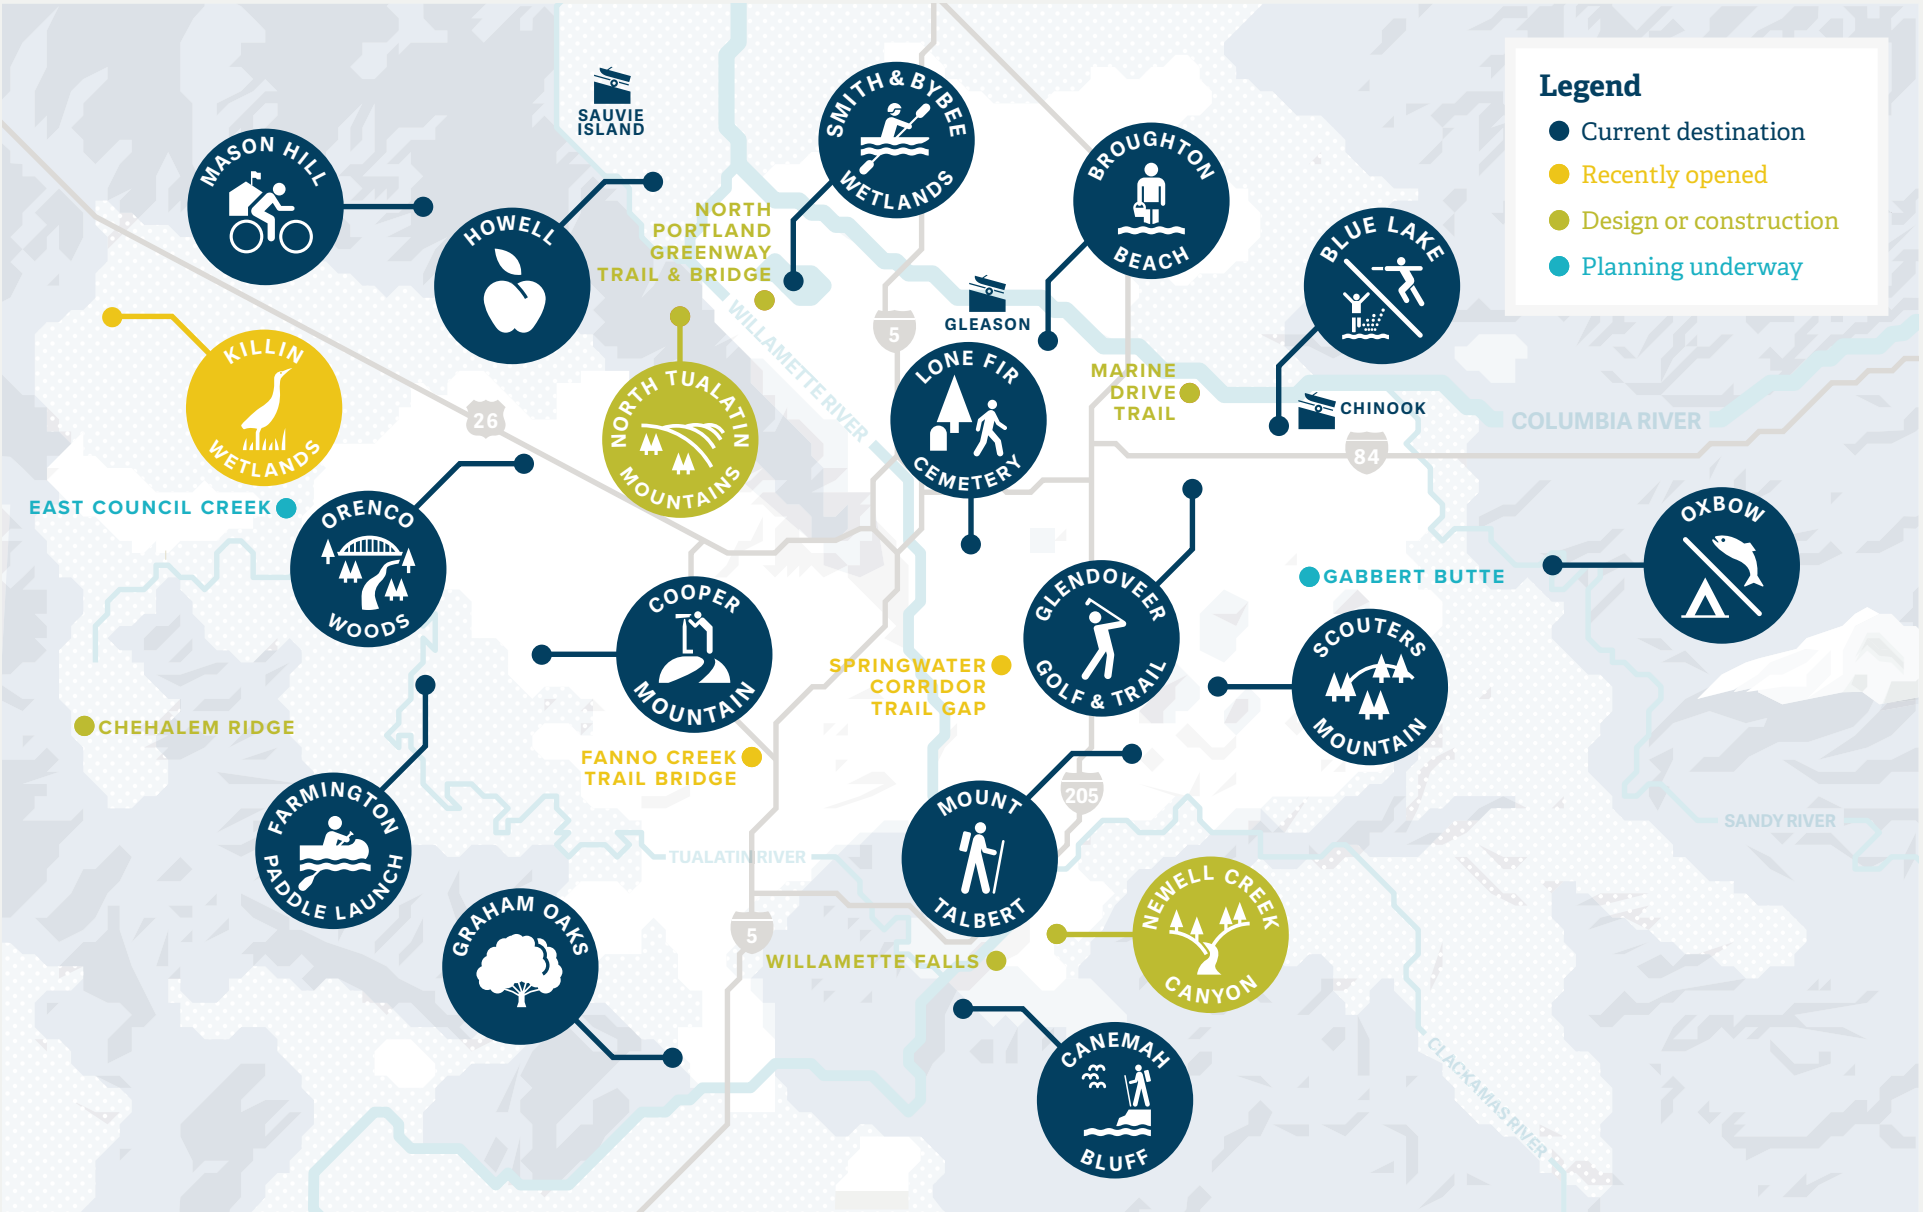 Legend
Current destination
Recently opened
Design or construction
Planning underway
SAUVIE
ISLAND
SMITH & BYBEE
WETLANDS
MASON HILL
HOWELL
NORTH
PORTLAND
GREENWAY
TRAIL & BRIDGE
BROUGHTON
BEACH
BLUE LAKE
GLEASON
WILLAMETTE RIVER
5
KILLIN
WETLANDS
NORTH TUALATIN
MOUNTAINS
LONE FIR
CEMETERY
MARINE
DRIVE
TRAIL
CHINOOK
COLUMBIA RIVER
26
84
EAST COUNCIL CREEK
ORENCO
WOODS
OXBOW
GABBERT BUTTE
COOPER
MOUNTAIN
GLENDOVEER
GOLF & TRAIL
SCOUTERS
MOUNTAIN
SPRINGWATER
CORRIDOR
TRAIL GAP
CHEHALEM RIDGE
FANNO CREEK
TRAIL BRIDGE
FARMINGTON
PADDLE LAUNCH
MOUNT
TALBERT
205
SANDY RIVER
TUALATIN RIVER
GRAHAM OAKS
5
WILLAMETTE FALLS
NEWELL CREEK
CANYON
CANEMAH
BLUFF
CLACKAMAS RIVER